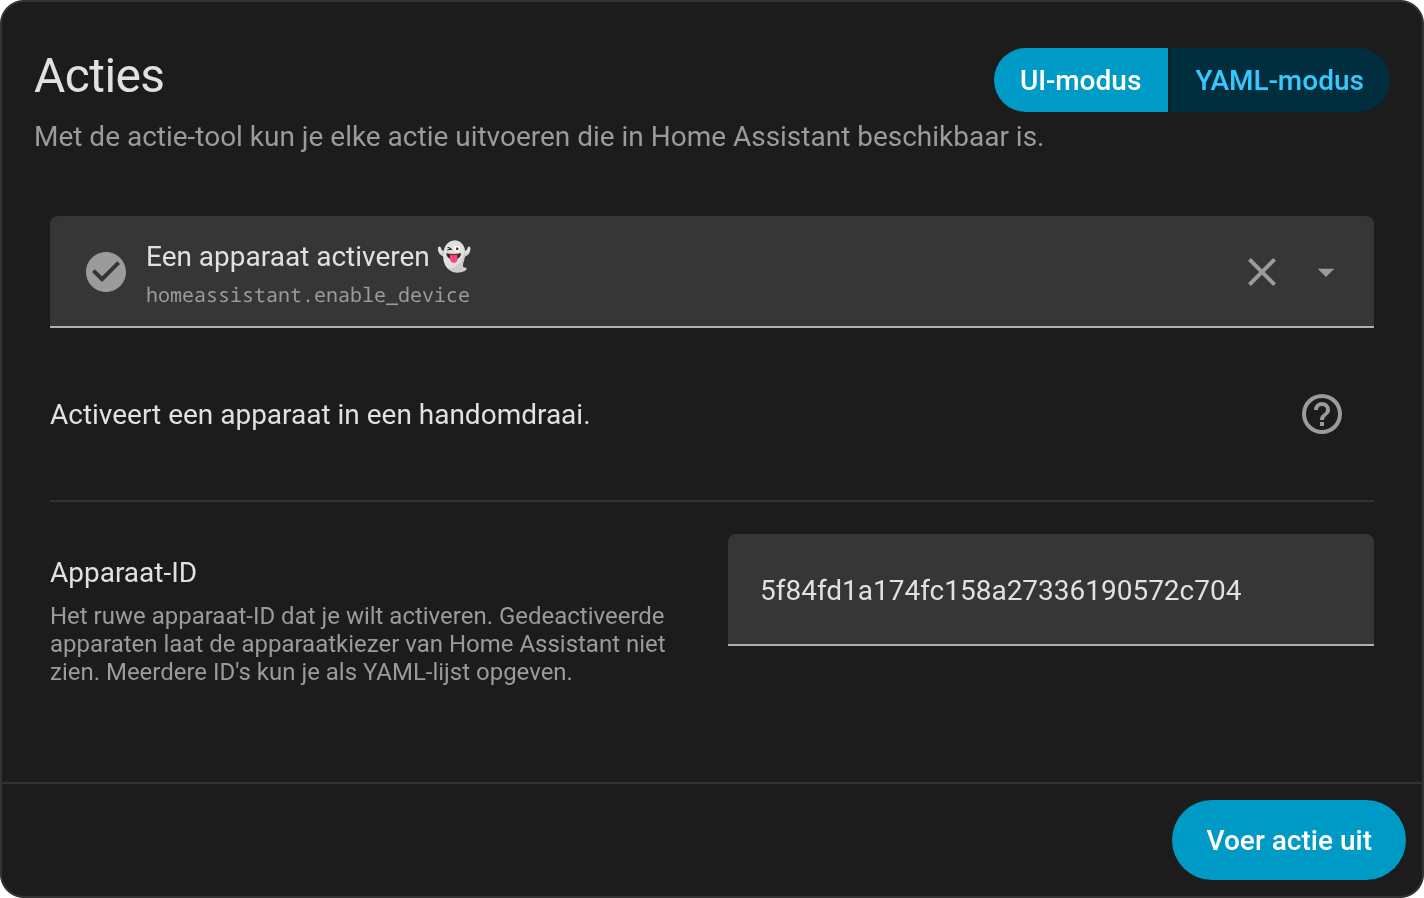 Acties
UI-modus
YAML-modus
Met de actie-tool kun je elke actie uitvoeren die in Home Assistant beschikbaar is.
Een apparaat activeren 👻
homeassistant.enable_device
Activeert een apparaat in een handomdraai.
Apparaat-ID
Het ruwe apparaat-ID dat je wilt activeren. Gedeactiveerde
apparaten laat de apparaatkiezer van Home Assistant niet
zien. Meerdere ID's kun je als YAML-lijst opgeven.
5f84fd1a174fc158a27336190572c704
Voer actie uit